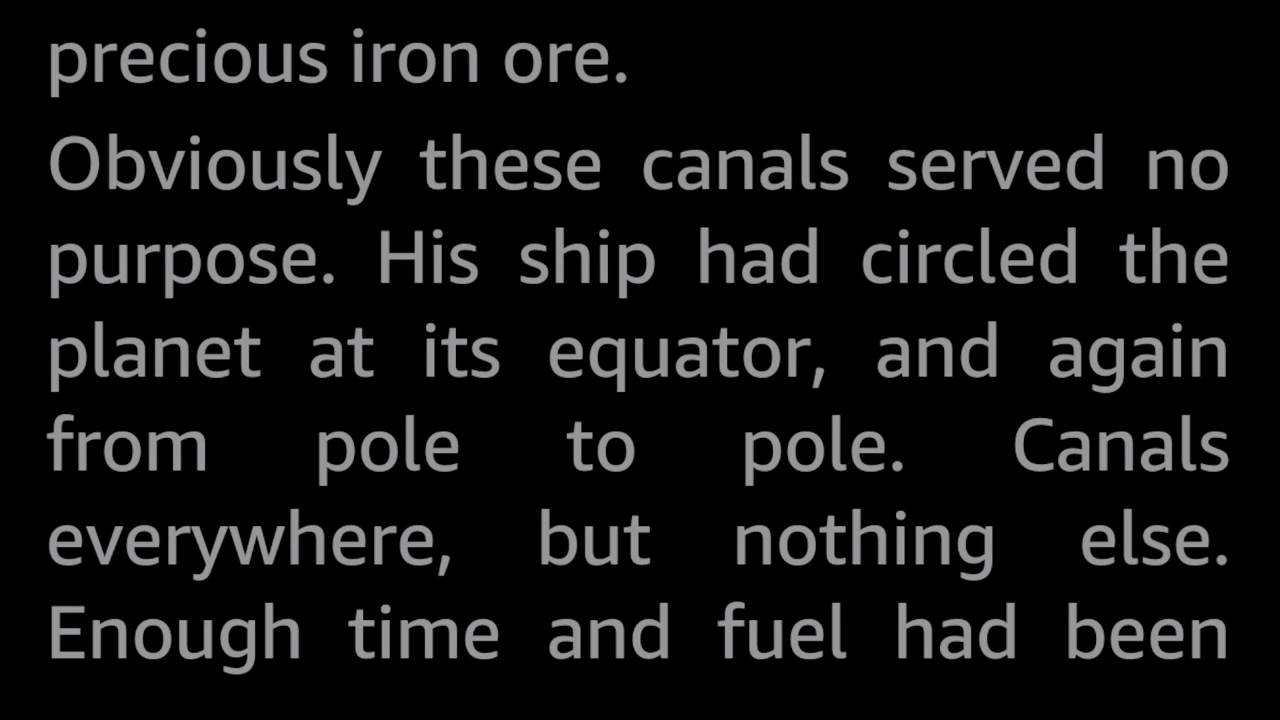 precious iron ore.
Obviously these canals served no
purpose. His ship had circled the
planet at its equator, and again
from pole to pole. Canals
everywhere, but nothing else.
Enough time and fuel had been